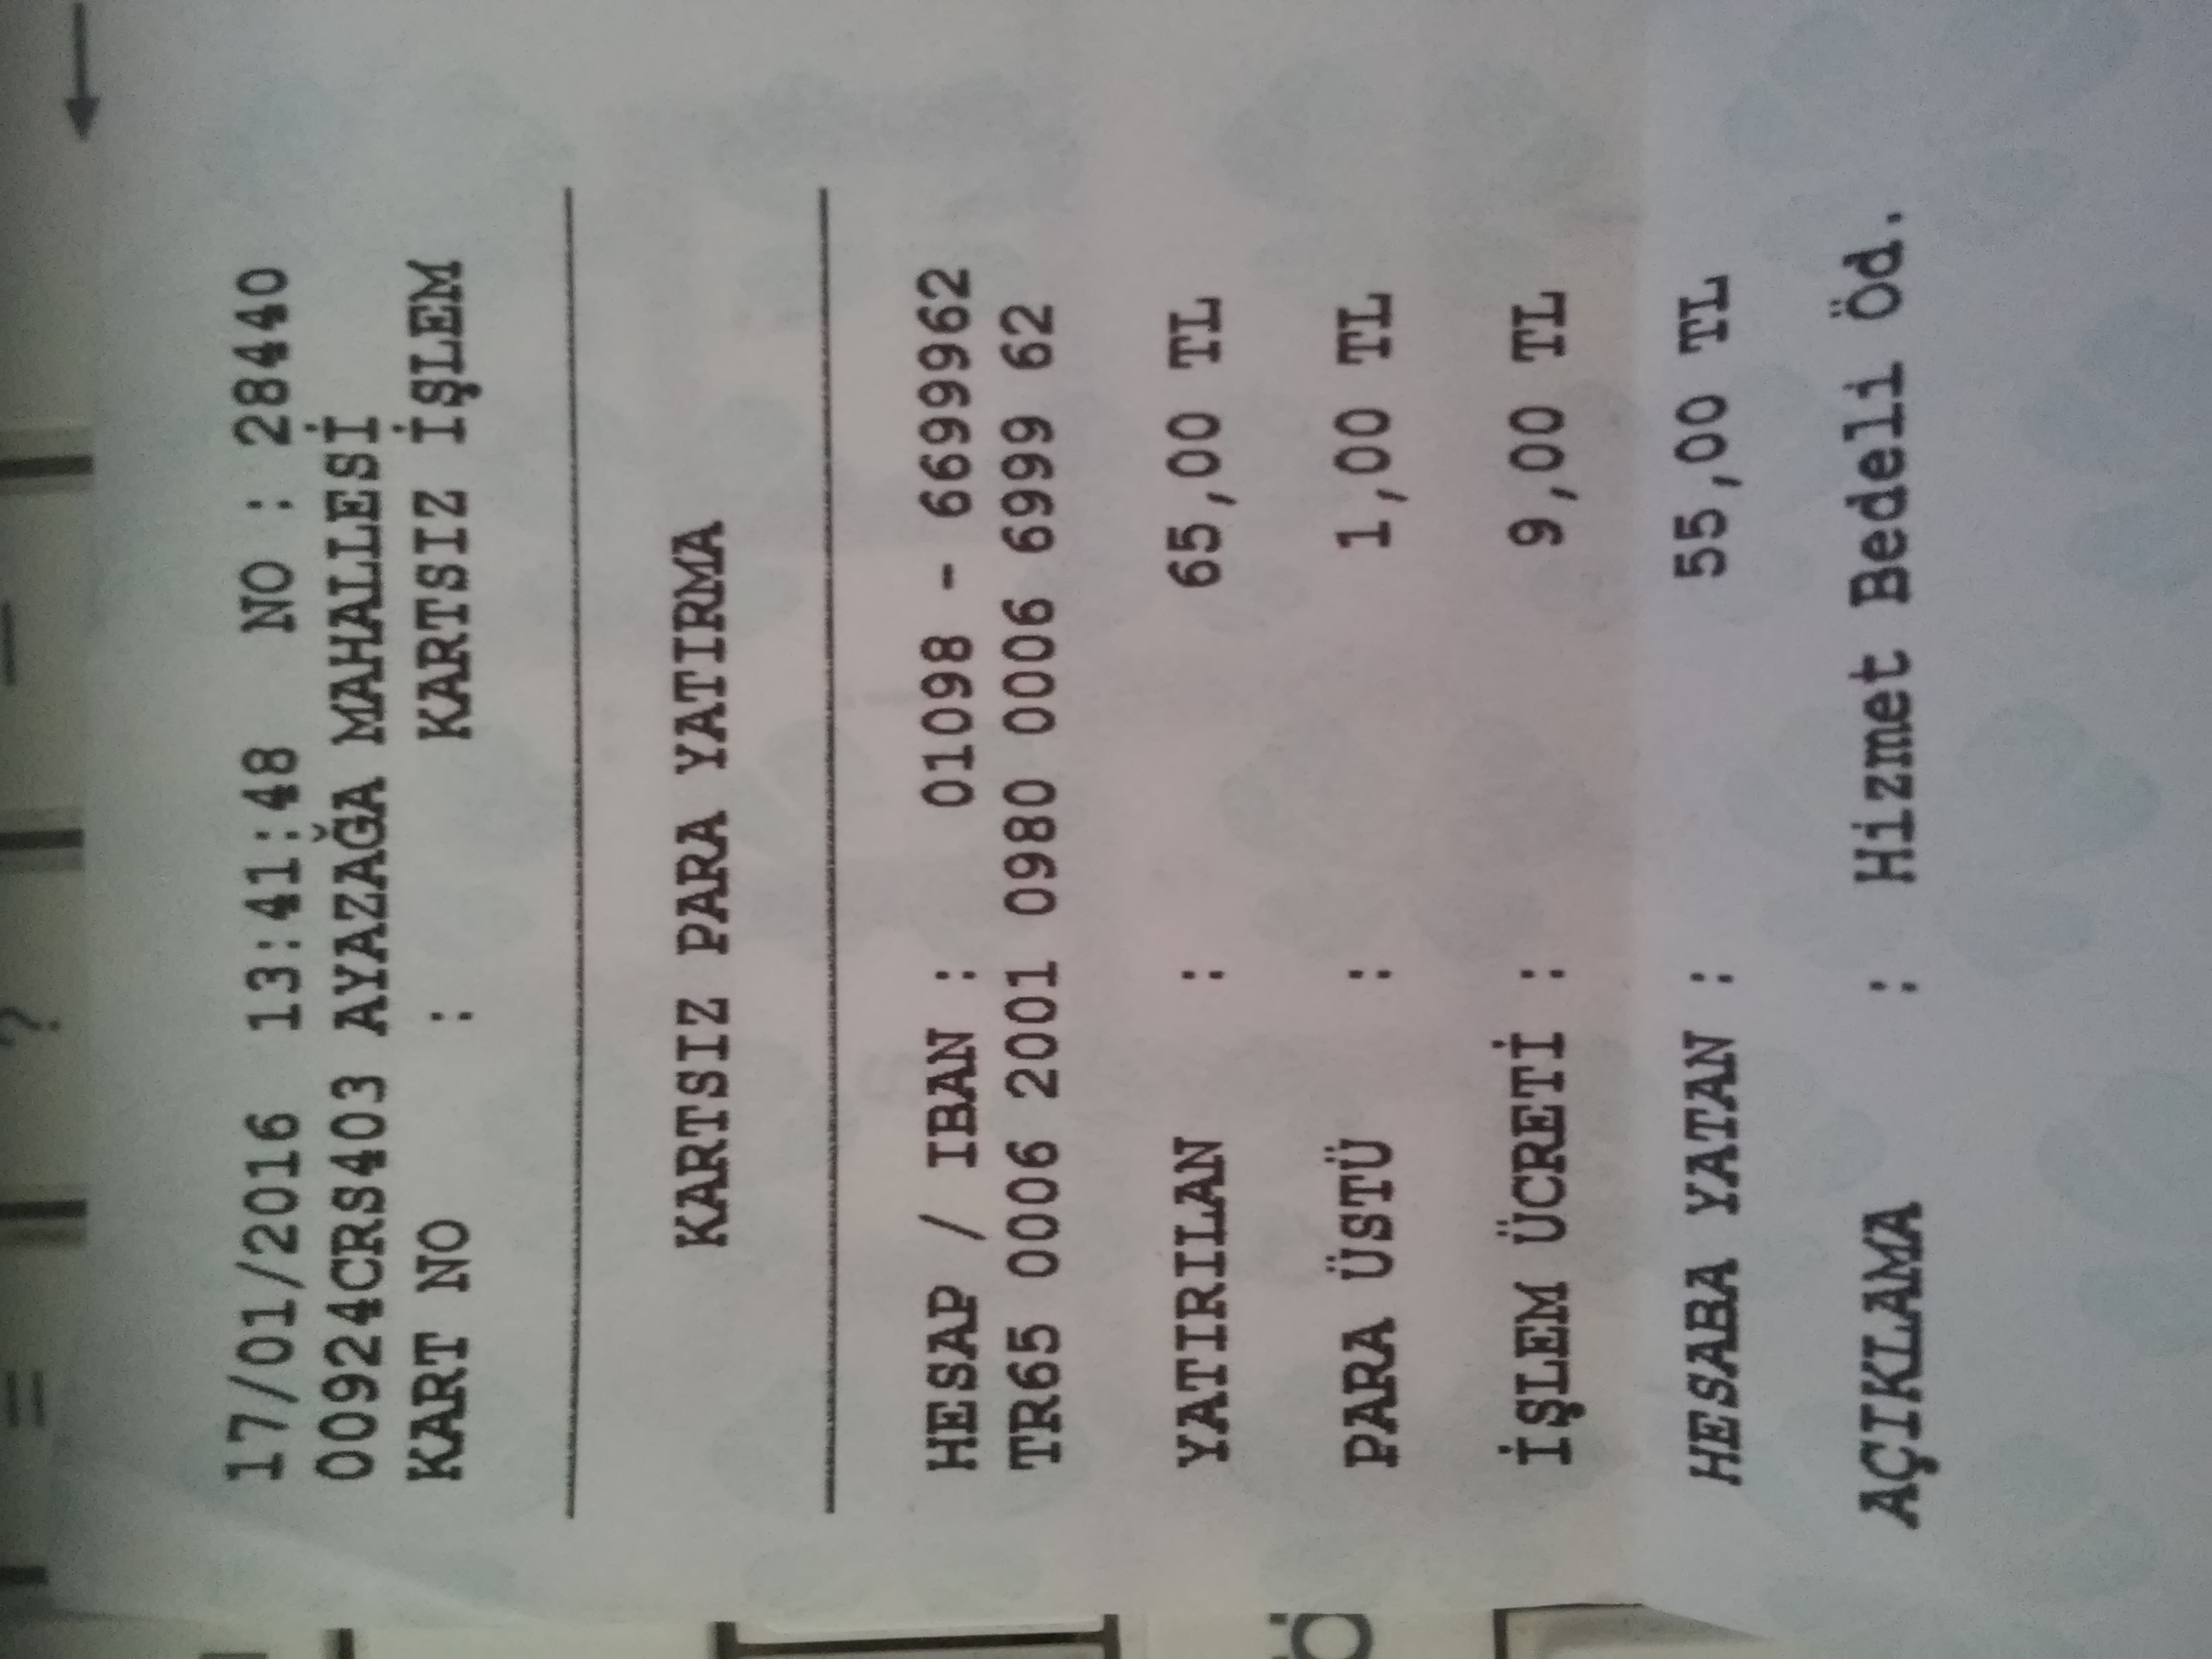 17/01/2016 13:41:48 NO : 28440
00924CRS403 AYAZAĞA MAHALLESİ
KART NO : KARTSIZ İŞLEM
KARTSIZ PARA YATIRMA
HESAP / IBAN : 01098 - 6699962
TR65 0006 2001 0980 0006 6999 62
YATIRILAN : 65,00 TL
PARA ÜSTÜ : 1,00 TL
İŞLEM ÜCRETİ : 9,00 TL
HESABA YATAN : 55,00 TL
AÇIKLAMA : Hizmet Bedeli Öd.
=
?
-
Ö